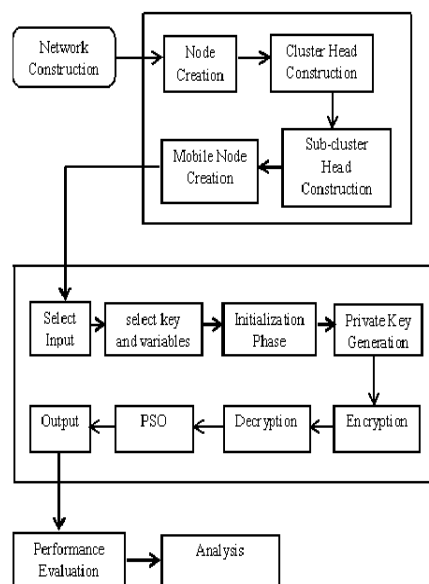 Network
Construction
Node
Creation
Cluster Head
Construction
Mobile Node
Creation
Sub-cluster
Head
Construction
Select
Input
select key
and variables
Initialization
Phase
Private Key
Generation
Output
PSO
Decryption
Encryption
Performance
Evaluation
Analysis